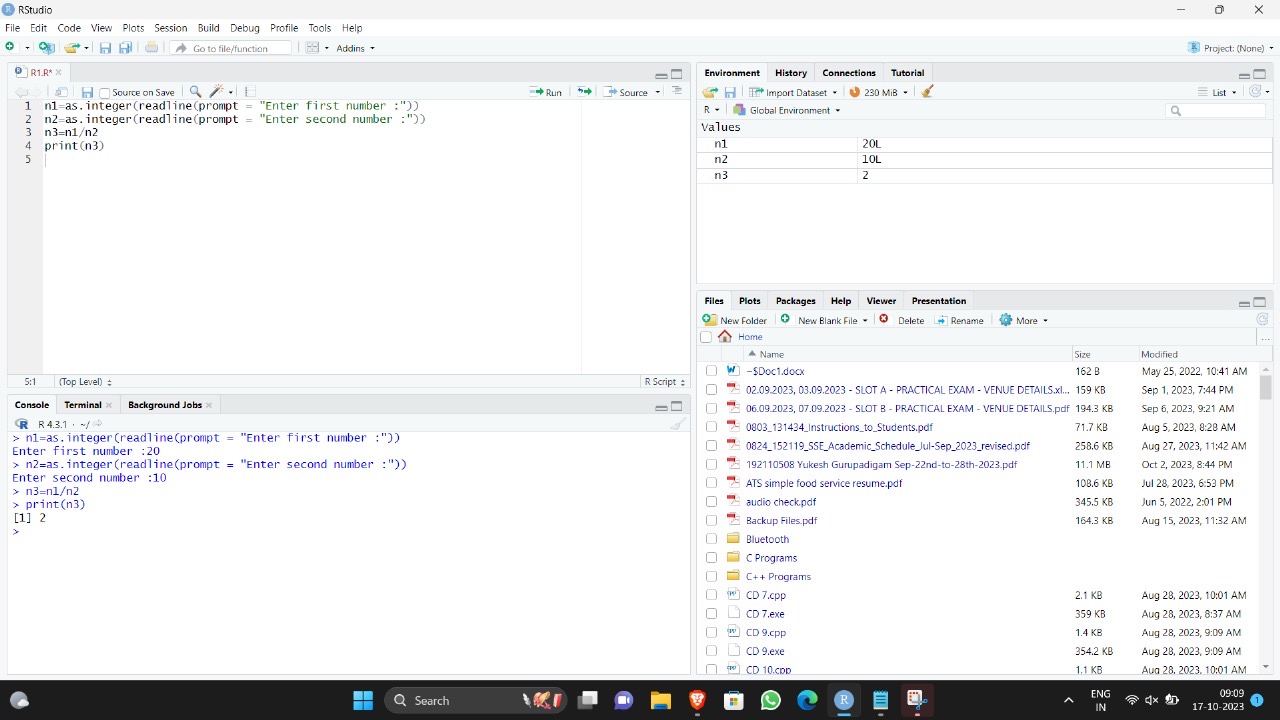 RStudio
File Edit Code View Plots Session Build Debug Profile Tools Help
Go to file/function Addins Project: (None)
R1.R*
Source on Save Run Source
1 n1=as.integer(readline(prompt = "Enter first number :"))
2 n2=as.integer(readline(prompt = "Enter second number :"))
3 n3=n1/n2
4 print(n3)
5
5:1 (Top Level) R Script
Console Terminal Background Jobs
R 4.3.1 · ~/
> n1=as.integer(readline(prompt = "Enter first number :"))
Enter first number :20
> n2=as.integer(readline(prompt = "Enter second number :"))
Enter second number :10
> n3=n1/n2
> print(n3)
[1] 2
>
Environment History Connections Tutorial
Import Dataset 230 MiB List
R Global Environment
Values
n1 20L
n2 10L
n3 2
Files Plots Packages Help Viewer Presentation
New Folder New Blank File Delete Rename More
Home ...
Name Size Modified
~$Doc1.docx 162 B May 25, 2022, 10:41 AM
02.09.2023, 03.09.2023 - SLOT A - PRACTICAL EXAM - VENUE DETAILS.xl... 159 KB Sep 1, 2023, 7:44 PM
06.09.2023, 07.09.2023 - SLOT B - PRACTICAL EXAM - VENUE DETAILS.pdf 194.3 KB Sep 6, 2023, 9:21 AM
0803_131434_Instructions_to_Students.pdf 71.7 KB Aug 5, 2023, 8:28 AM
0824_152119_SSE_Academic_Schedule_Jul-Sep_2023_revised.pdf 258.6 KB Aug 27, 2023, 11:42 AM
192110508 Yukesh Gurupadigam Sep-22nd-to-28th-2023.pdf 11.1 MB Oct 2, 2023, 8:44 PM
ATS simple food service resume.pdf 108.6 KB Jul 28, 2023, 6:53 PM
audio check.pdf 345.5 KB Jun 5, 2022, 2:01 PM
Backup Files.pdf 164.3 KB Aug 15, 2023, 11:32 AM
Bluetooth
C Programs
C++ Programs
CD 7.cpp 2.1 KB Aug 28, 2023, 10:01 AM
CD 7.exe 359 KB Aug 28, 2023, 8:37 AM
CD 9.cpp 1.4 KB Aug 28, 2023, 9:09 AM
CD 9.exe 354.2 KB Aug 28, 2023, 9:09 AM
CD 10.cpp 1.1 KB Aug 28, 2023, 10:01 AM
Search ENG 09:09
IN 17-10-2023 1